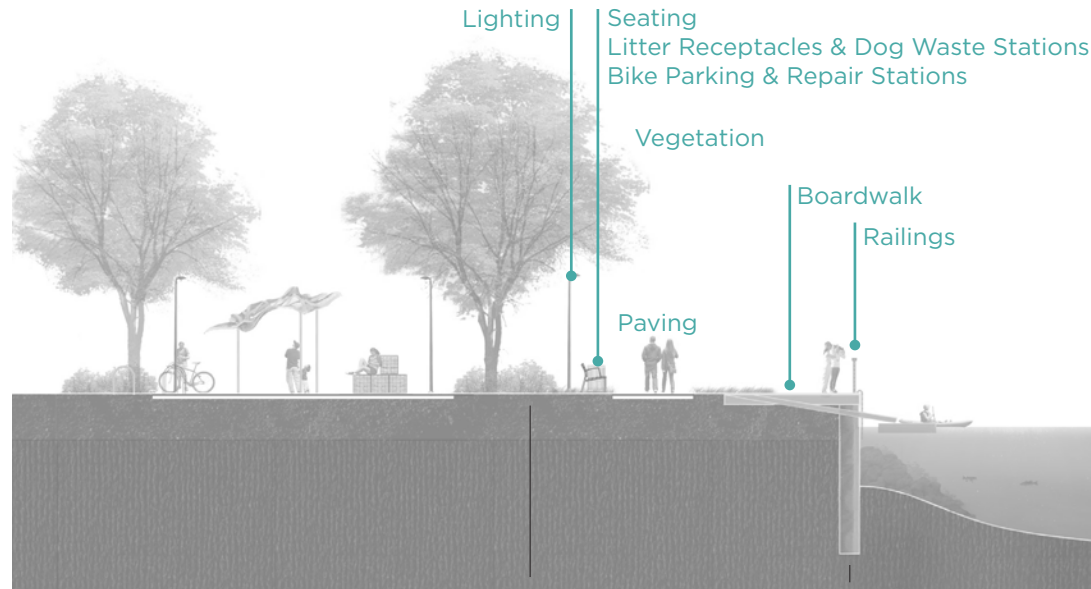 Lighting
Seating
Litter Receptacles & Dog Waste Stations
Bike Parking & Repair Stations
Vegetation
Boardwalk
Railings
Paving